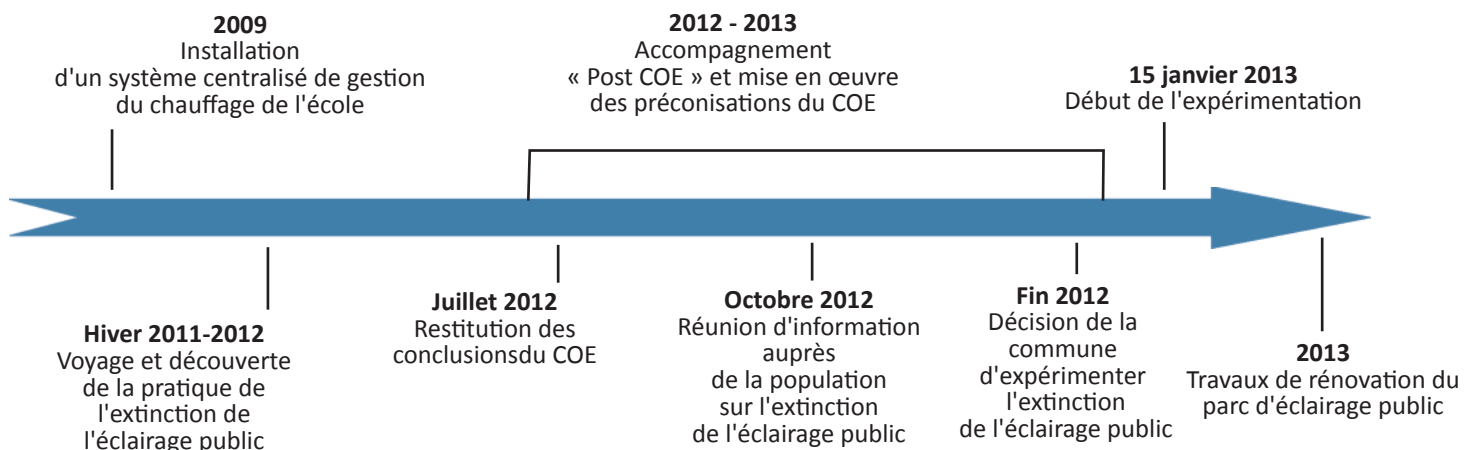 2009
Installation
d'un système centralisé de gestion
du chauffage de l'école
2012 - 2013
Accompagnement
« Post COE » et mise en œuvre
des préconisations du COE
15 janvier 2013
Début de l'expérimentation
Hiver 2011-2012
Voyage et découverte
de la pratique de
l'extinction de
l'éclairage public
Juillet 2012
Restitution des
conclusionsdu COE
Octobre 2012
Réunion d'information
auprès
de la population
sur l'extinction
de l'éclairage public
Fin 2012
Décision de la
commune
d'expérimenter
l'extinction
de l'éclairage public
2013
Travaux de rénovation du
parc d'éclairage public